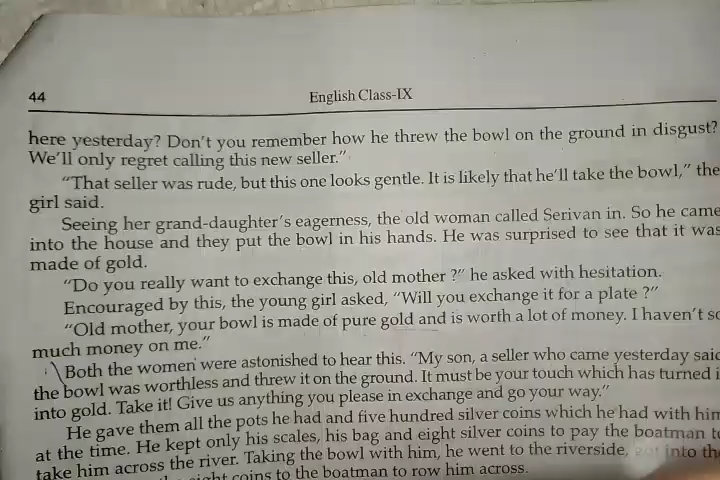 44
English Class-IX
here yesterday? Don't you remember how he threw the bowl on the ground in disgust?
We'll only regret calling this new seller."
"That seller was rude, but this one looks gentle. It is likely that he'll take the bowl," the
girl said.
Seeing her grand-daughter's eagerness, the old woman called Serivan in. So he came
into the house and they put the bowl in his hands. He was surprised to see that it was
made of gold.
"Do you really want to exchange this, old mother ?" he asked with hesitation.
Encouraged by this, the young girl asked, "Will you exchange it for a plate ?"
"Old mother, your bowl is made of pure gold and is worth a lot of money. I haven't so
much money on me."
Both the women were astonished to hear this. "My son, a seller who came yesterday said
the bowl was worthless and threw it on the ground. It must be your touch which has turned i
into gold. Take it! Give us anything you please in exchange and go your way."
He gave them all the pots he had and five hundred silver coins which he had with him
at the time. He kept only his scales, his bag and eight silver coins to pay the boatman to
take him across the river. Taking the bowl with him, he went to the riverside, got into the
eight coins to the boatman to row him across.